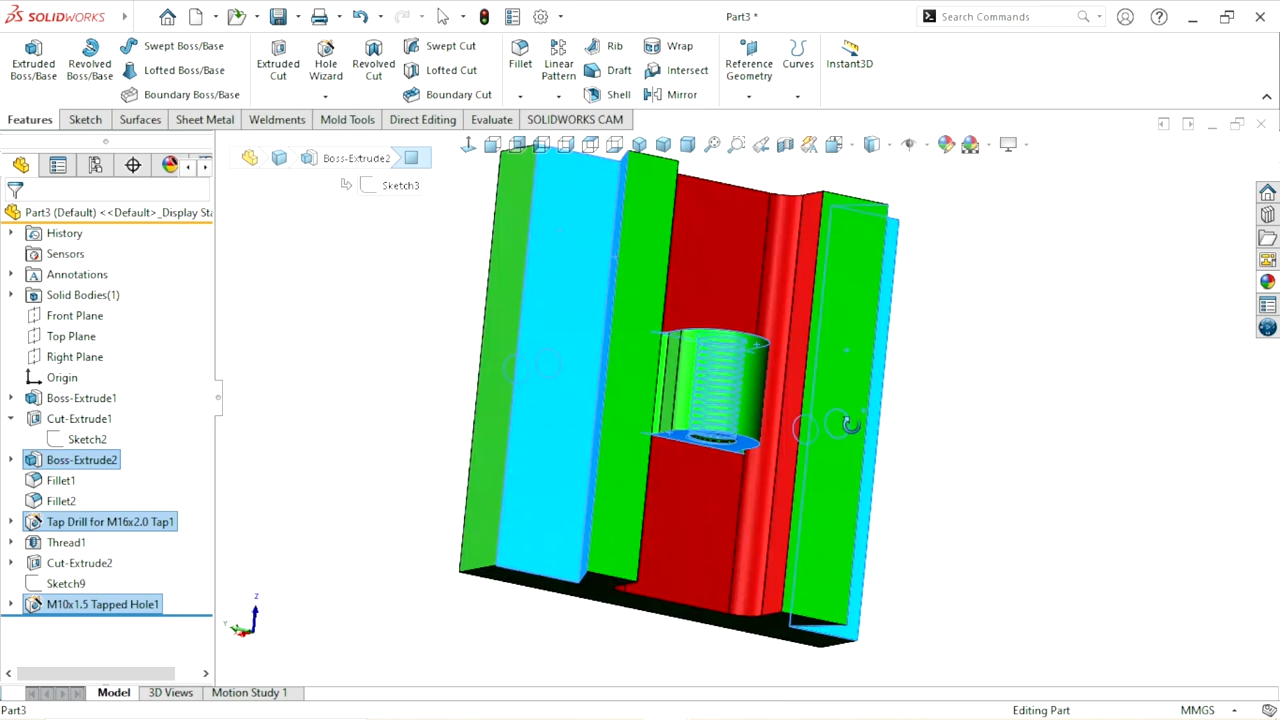 SOLIDWORKS
Part3 *
Search Commands
Extruded Boss/Base
Revolved Boss/Base
Swept Boss/Base
Lofted Boss/Base
Boundary Boss/Base
Extruded Cut
Hole Wizard
Revolved Cut
Swept Cut
Lofted Cut
Boundary Cut
Fillet
Linear Pattern
Rib
Draft
Shell
Wrap
Intersect
Mirror
Reference Geometry
Curves
Instant3D
Features
Sketch
Surfaces
Sheet Metal
Weldments
Mold Tools
Direct Editing
Evaluate
SOLIDWORKS CAM
Boss-Extrude2
Sketch3
Part3 (Default) <<Default>_Display Sta
History
Sensors
Annotations
Solid Bodies(1)
Front Plane
Top Plane
Right Plane
Origin
Boss-Extrude1
Cut-Extrude1
Sketch2
Boss-Extrude2
Fillet1
Fillet2
Tap Drill for M16x2.0 Tap1
Thread1
Cut-Extrude2
Sketch9
M10x1.5 Tapped Hole1
Z
Y
Model
3D Views
Motion Study 1
Part3
Editing Part
MMGS